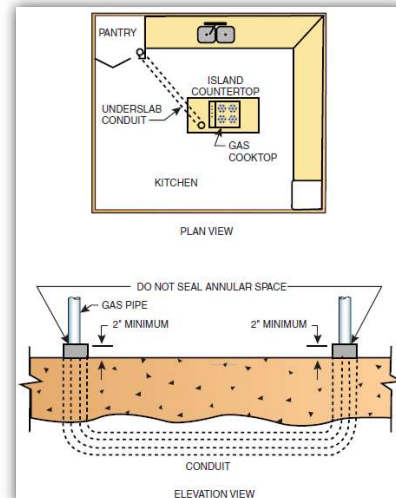 PANTRY
ISLAND
COUNTERTOP
UNDERSLAB
CONDUIT
GAS
COOKTOP
KITCHEN
PLAN VIEW
DO NOT SEAL ANNULAR SPACE
GAS PIPE
2" MINIMUM
2" MINIMUM
CONDUIT
ELEVATION VIEW